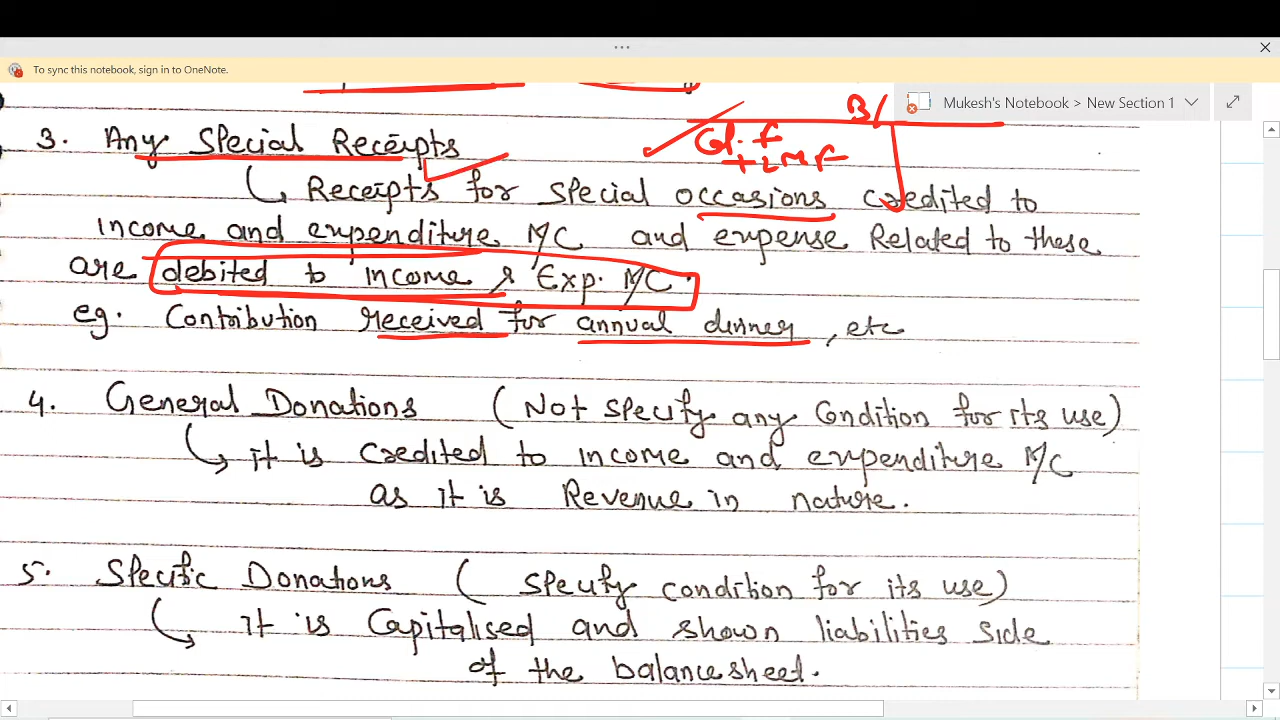 To sync this notebook, sign in to OneNote.
Mukesh's Notebook > New Section 1
B/
3. Any Special Receipts
Receipts for special occasions credited to
income and expenditure A/C and expense Related to these
are debited to income & Exp. A/C.
eg. Contribution received for annual dinner, etc
4. General Donations (Not specify any Condition for its use)
it is credited to income and expenditure A/C
as it is Revenue in nature.
5. Specific Donations ( specify condition for its use)
it is Capitalised and shown liabilities side
of the balancesheet.